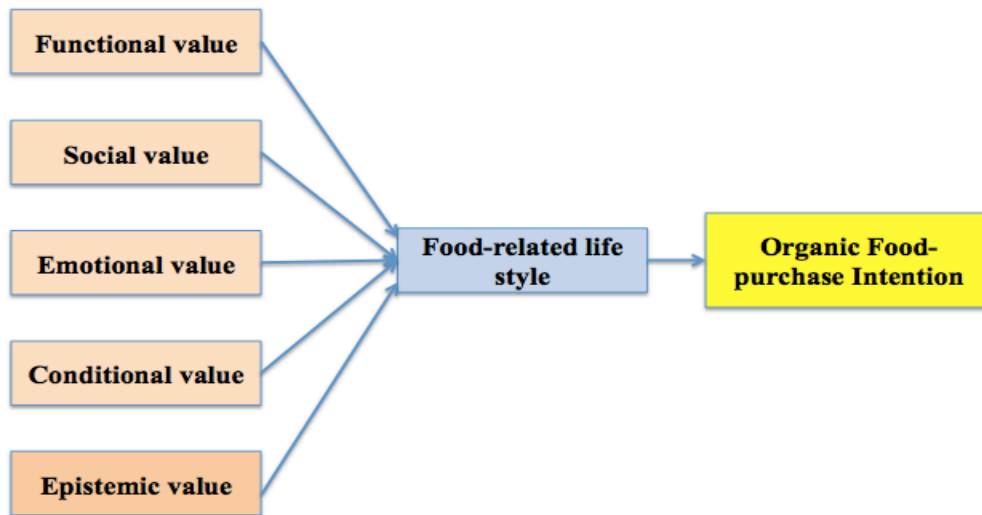 Functional value
Social value
Emotional value
Conditional value
Epistemic value
Food-related life
style
Organic Food-
purchase Intention